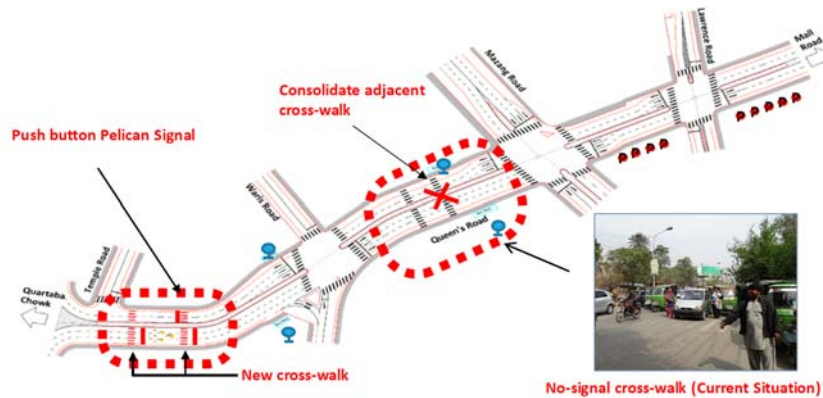 Lawrence Road
Mall
Road
Mazang Road
Consolidate adjacent
cross-walk
Push button Pelican Signal
Waris Road
Queen's Road
Temple Road
Quartaba
Chowk
New cross-walk
No-signal cross-walk (Current Situation)